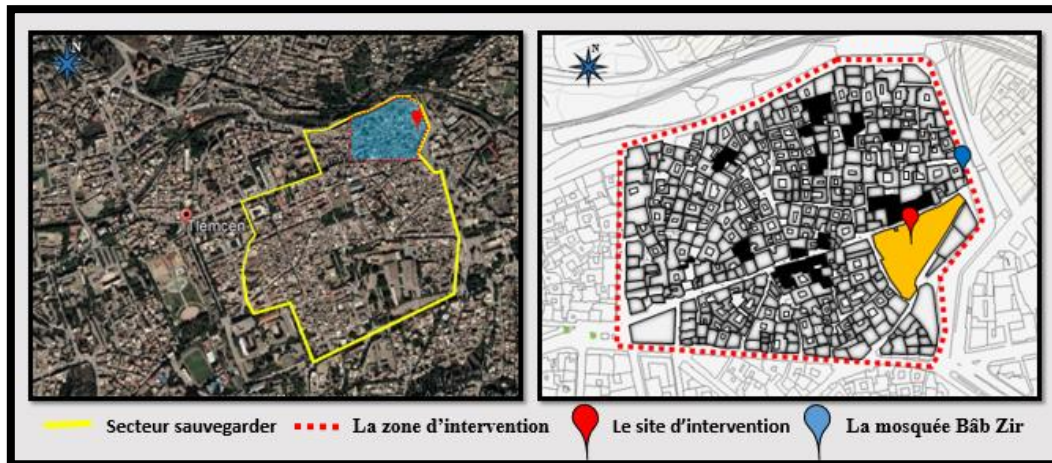 N
Tlemcen
N
Secteur sauvegarder
La zone d'intervention
Le site d'intervention
La mosquée Bâb Zir